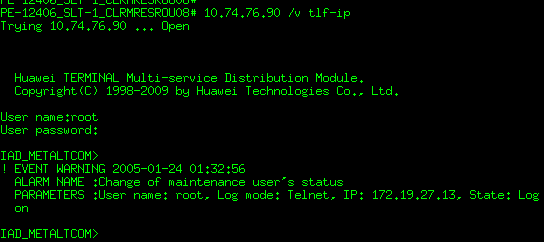 PE-12406_SLT-1_CLRMRESROU08#
PE-12406_SLT-1_CLRMRESROU08# 10.74.76.90 /v tlf-ip
Trying 10.74.76.90 ... Open
Huawei TERMINAL Multi-service Distribution Module.
Copyright(C) 1998-2009 by Huawei Technologies Co., Ltd.
User name:root
User password:
IAD_METALTCOM>
! EVENT WARNING 2005-01-24 01:32:56
ALARM NAME :Change of maintenance user's status
PARAMETERS :User name: root, Log mode: Telnet, IP: 172.19.27.13, State: Log
on
IAD_METALTCOM>